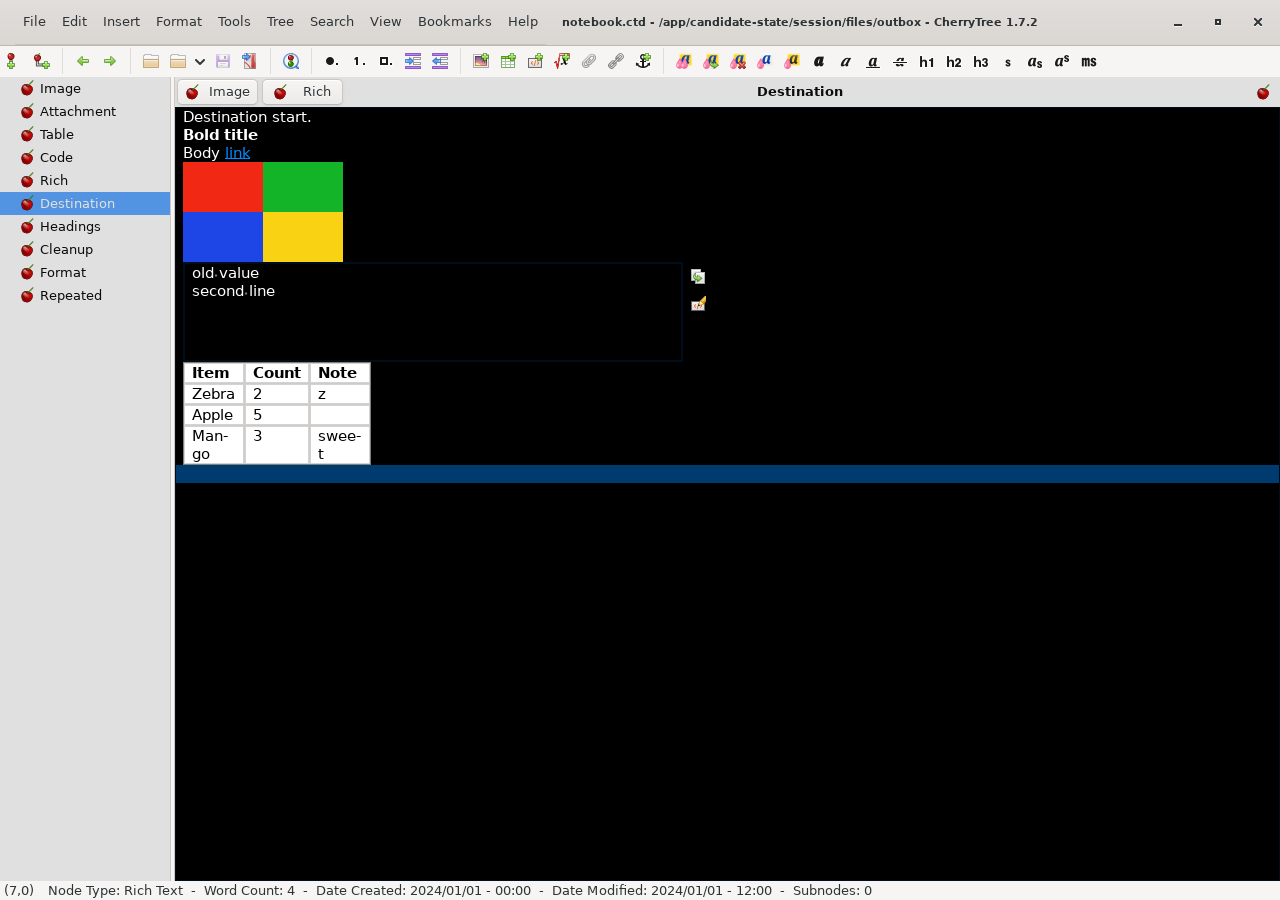 File Edit Insert Format Tools Tree Search View Bookmarks Help notebook.ctd - /app/candidate-state/session/files/outbox - CherryTree 1.7.2
1. a a a a a a a a a h1 h2 h3 s as as ms
Image
Attachment
Table
Code
Rich
Destination
Headings
Cleanup
Format
Repeated
Image Rich Destination
Destination start.
Bold title
Body link
old·value
second·line
Item Count Note
Zebra 2 z
Apple 5
Man-
go 3 swee-
t
(7,0) Node Type: Rich Text - Word Count: 4 - Date Created: 2024/01/01 - 00:00 - Date Modified: 2024/01/01 - 12:00 - Subnodes: 0